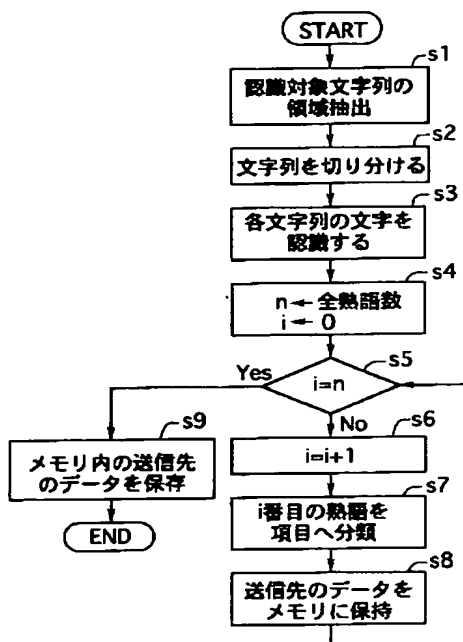 START
s1
認識対象文字列の
領域抽出
s2
文字列を切り分ける
s3
各文字列の文字を
認識する
s4
n ← 全熟語数
i ← 0
s5
Yes
i=n
No
s9
メモリ内の送信先
のデータを保存
END
s6
i=i+1
s7
i番目の熟語を
項目へ分類
s8
送信先のデータを
メモリに保持